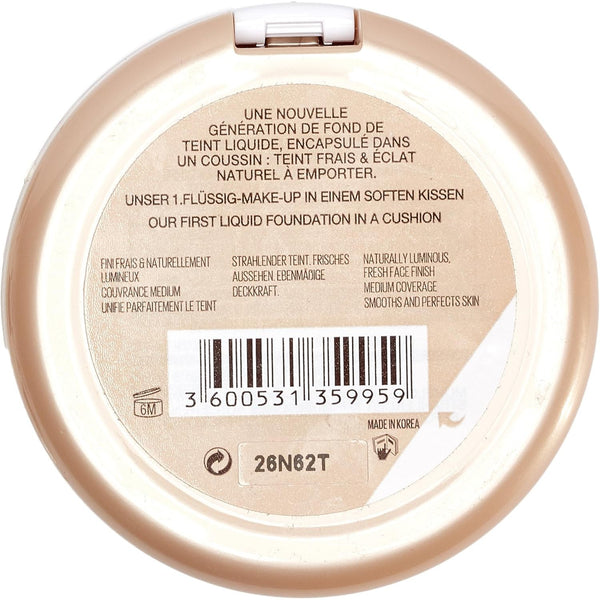 UNE NOUVELLE
GÉNÉRATION DE FOND DE
TEINT LIQUIDE, ENCAPSULÉ DANS
UN COUSSIN : TEINT FRAIS & ÉCLAT
NATUREL À EMPORTER.
UNSER 1.FLÜSSIG-MAKE-UP IN EINEM SOFTEN KISSEN
OUR FIRST LIQUID FOUNDATION IN A CUSHION
FINI FRAIS & NATURELLEMENT
LUMINEUX
COUVRANCE MEDIUM
UNIFIE PARFAITEMENT LE TEINT
STRAHLENDER TEINT. FRISCHES
AUSSEHEN. EBENMÄẞIGE
DECKKRAFT.
NATURALLY LUMINOUS,
FRESH FACE FINISH
MEDIUM COVERAGE
SMOOTHS AND PERFECTS SKIN
3 600531 359959
6M
MADE IN KOREA
26N62T